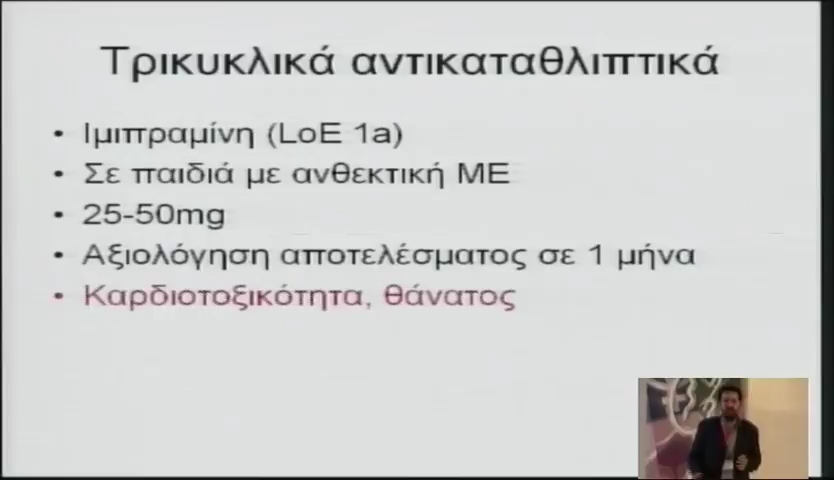 Τρικυκλικά αντικαταθλιπτικά
• Ιμιπραμίνη (LoE 1a)
• Σε παιδιά με ανθεκτική ΜΕ
• 25-50mg
• Αξιολόγηση αποτελέσματος σε 1 μήνα
• Καρδιοτοξικότητα, θάνατος